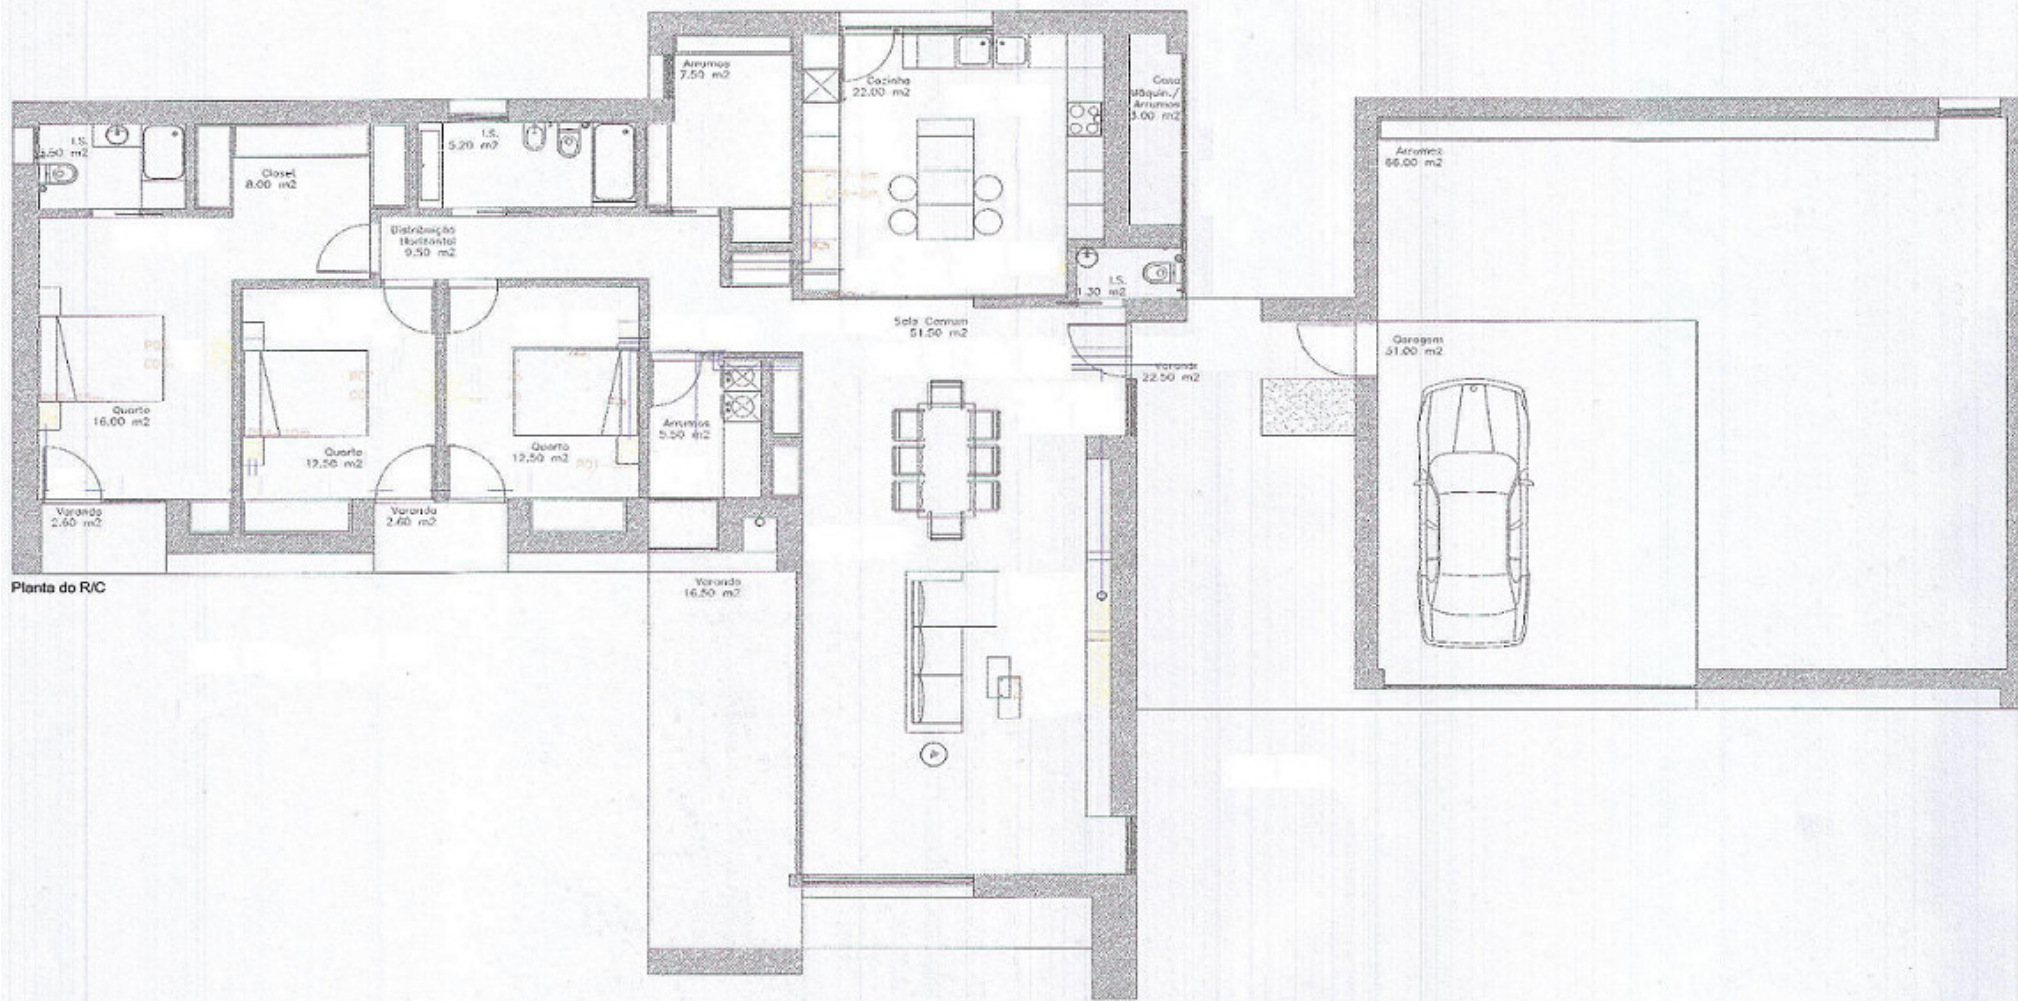 Arrumos
7.50 m2
Cozinha
22.00 m2
Casa
Máquin./
Arrumos
3.00 m2
I.S.
.50 m2
Closet
8.00 m2
I.S.
5.20 m2
Distribuição
Horizontal
9.50 m2
I.S.
1.30 m2
Arrumos
66.00 m2
Sala Comum
51.50 m2
Varanda
22.50 m2
Garagem
51.00 m2
Quarto
16.00 m2
Quarto
12.50 m2
Quarto
12.50 m2
Arrumos
5.50 m2
Varanda
2.60 m2
Varanda
2.60 m2
Planta do R/C
Varanda
16.50 m2